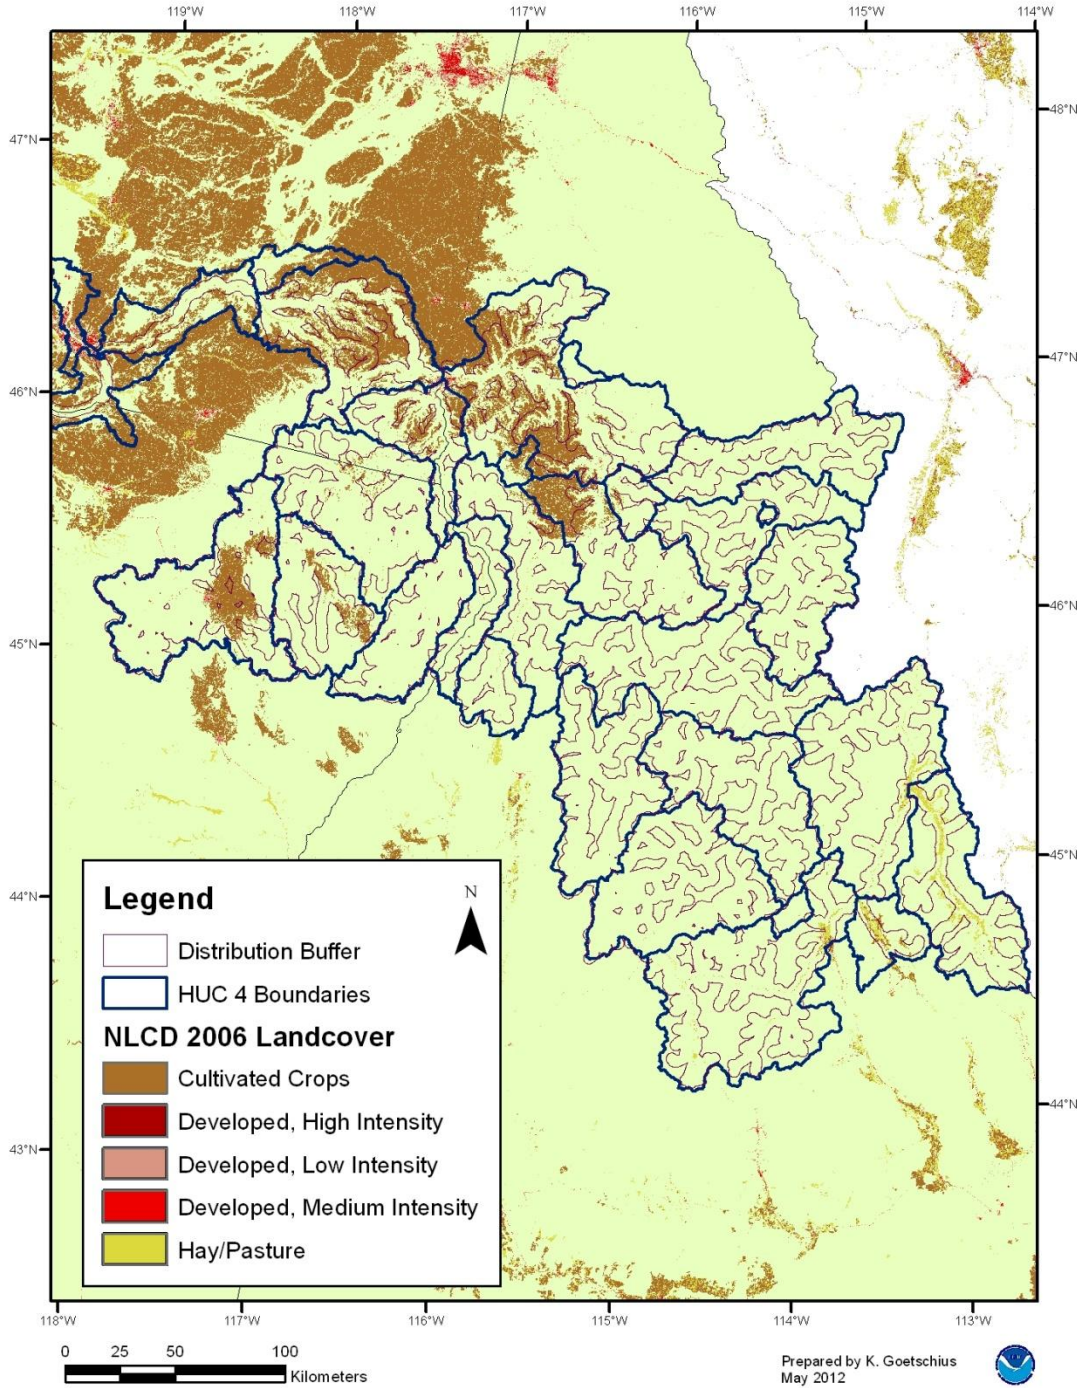 119°W 118°W 117°W 116°W 115°W 114°W
48°N
47°N
47°N
46°N
46°N
45°N
45°N
44°N
44°N
43°N
Legend
N
Distribution Buffer
HUC 4 Boundaries
NLCD 2006 Landcover
Cultivated Crops
Developed, High Intensity
Developed, Low Intensity
Developed, Medium Intensity
Hay/Pasture
118°W 117°W 116°W 115°W 114°W 113°W
0 25 50 100
Kilometers
Prepared by K. Goetschius
May 2012